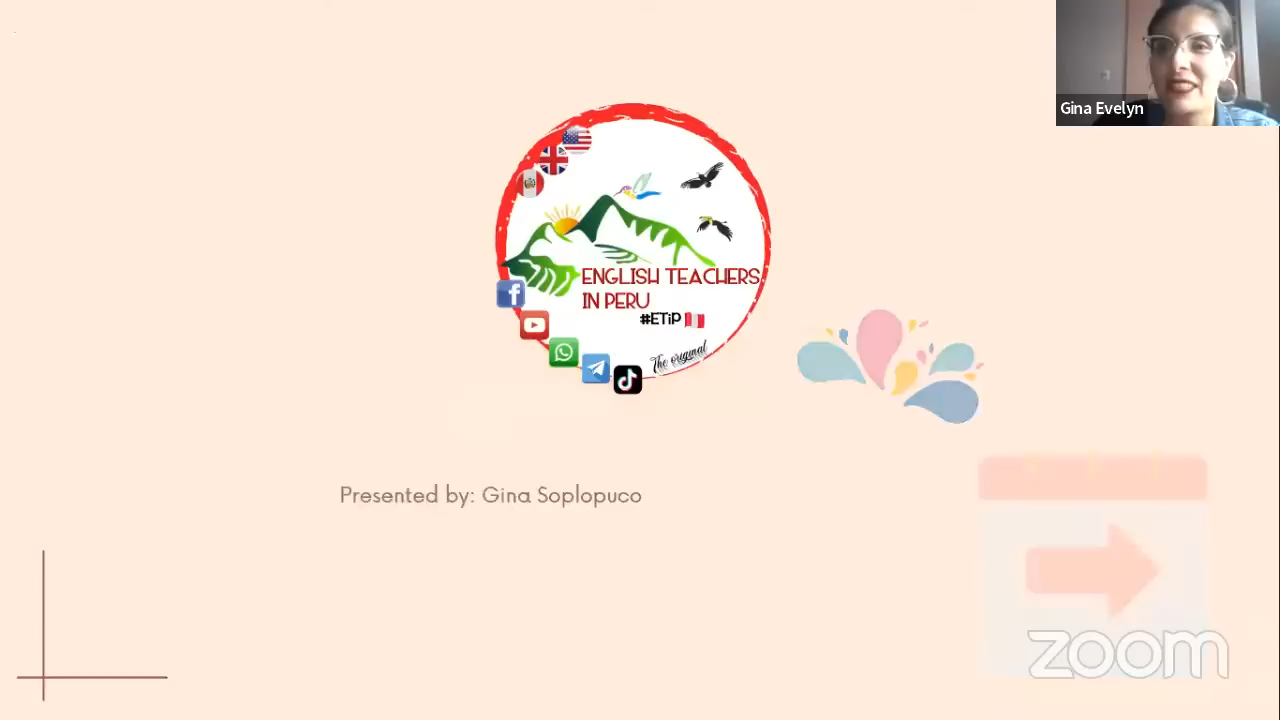 Gina Evelyn
ENGLISH TEACHERS
IN PERU
#ETiP
The original
Presented by: Gina Soplopuco
zoom